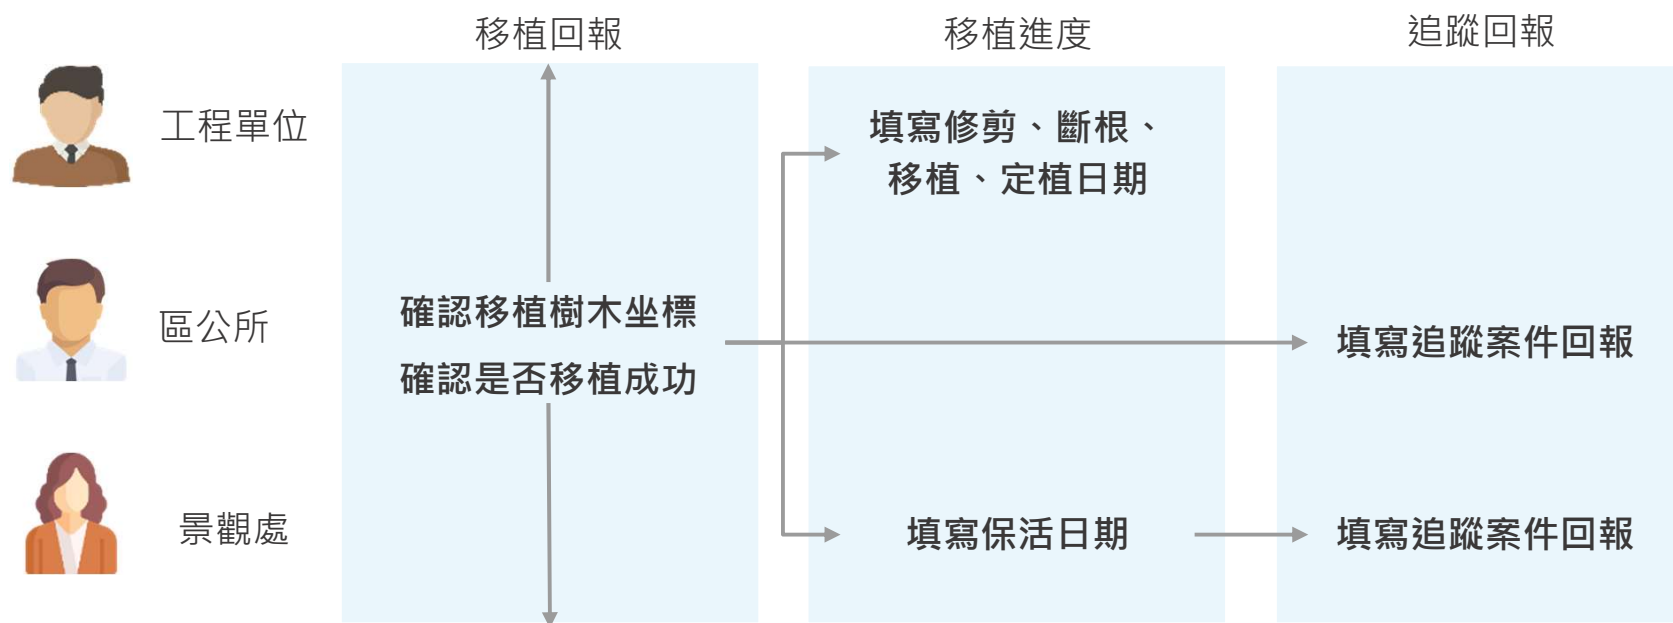 移植回報
移植進度
追蹤回報
工程單位
填寫修剪、斷根、
移植、定植日期
區公所
確認移植樹木坐標
確認是否移植成功
填寫追蹤案件回報
景觀處
填寫保活日期
填寫追蹤案件回報